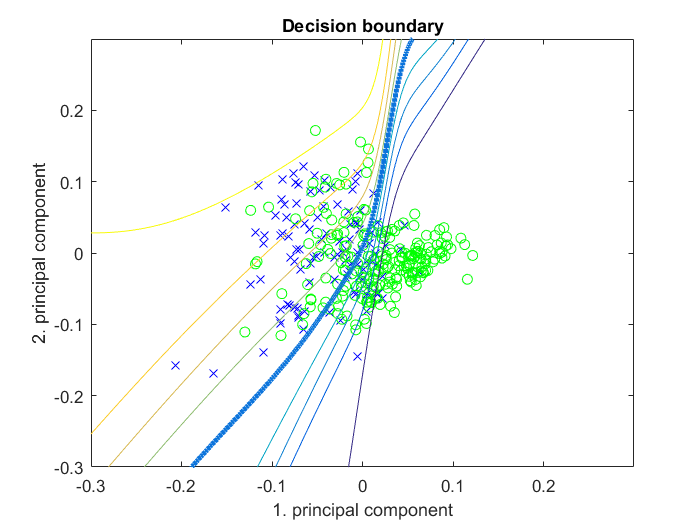 Decision boundary
0.2
0.1
0
-0.1
-0.2
-0.3
2. principal component
-0.3 -0.2 -0.1 0 0.1 0.2
1. principal component